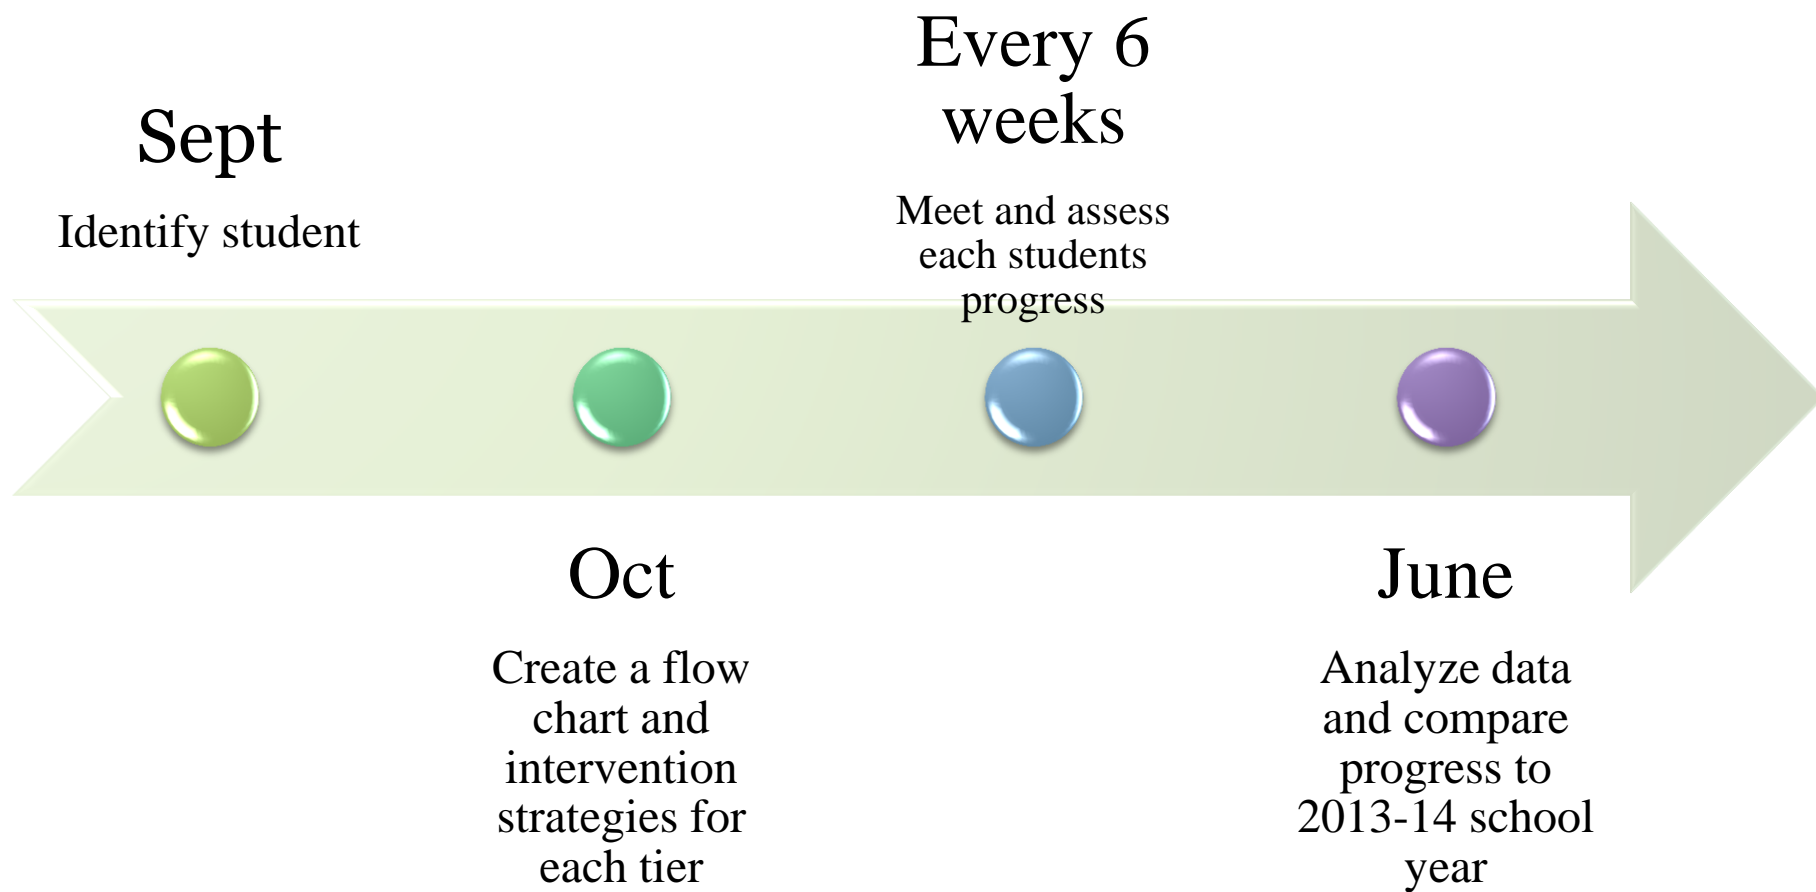 Sept
Identify student
Oct
Create a flow
chart and
intervention
strategies for
each tier
Every 6
weeks
Meet and assess
each students
progress
June
Analyze data
and compare
progress to
2013-14 school
year